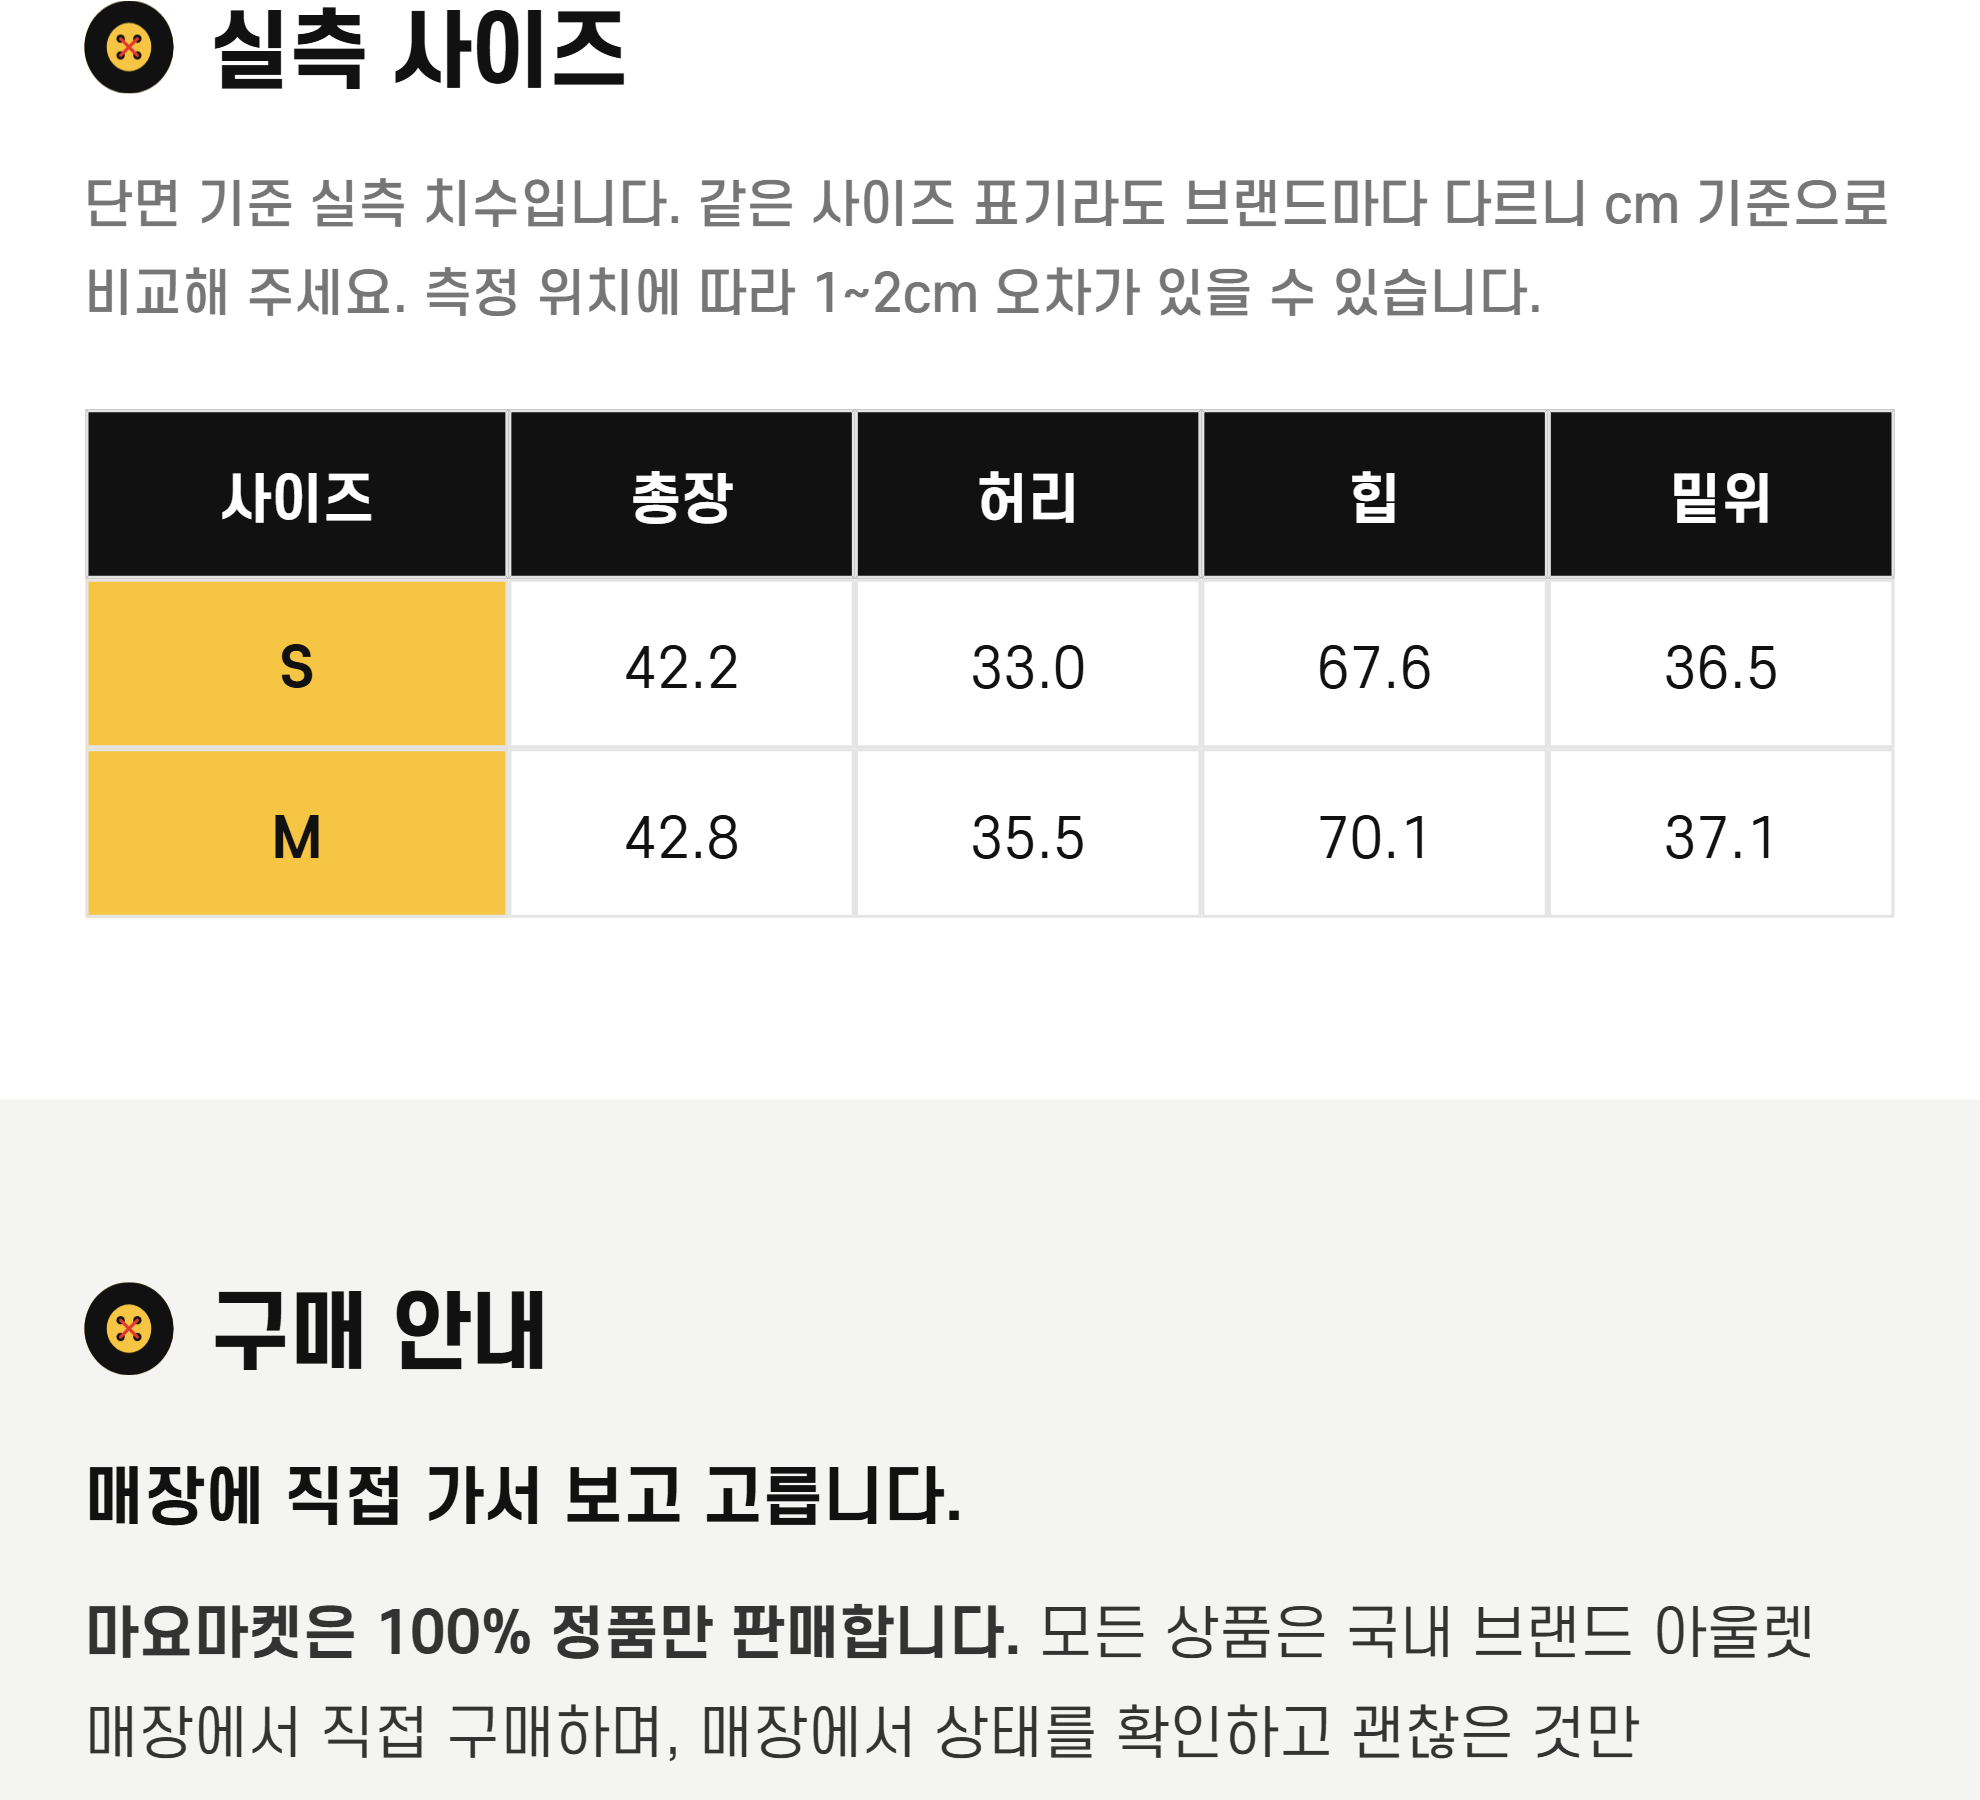 실측 사이즈
단면 기준 실측 치수입니다. 같은 사이즈 표기라도 브랜드마다 다르니 cm 기준으로
비교해 주세요. 측정 위치에 따라 1~2cm 오차가 있을 수 있습니다.
사이즈 총장 허리 힙 밑위
S 42.2 33.0 67.6 36.5
M 42.8 35.5 70.1 37.1
구매 안내
매장에 직접 가서 보고 고릅니다.
마요마켓은 100% 정품만 판매합니다. 모든 상품은 국내 브랜드 아울렛
매장에서 직접 구매하며, 매장에서 상태를 확인하고 괜찮은 것만